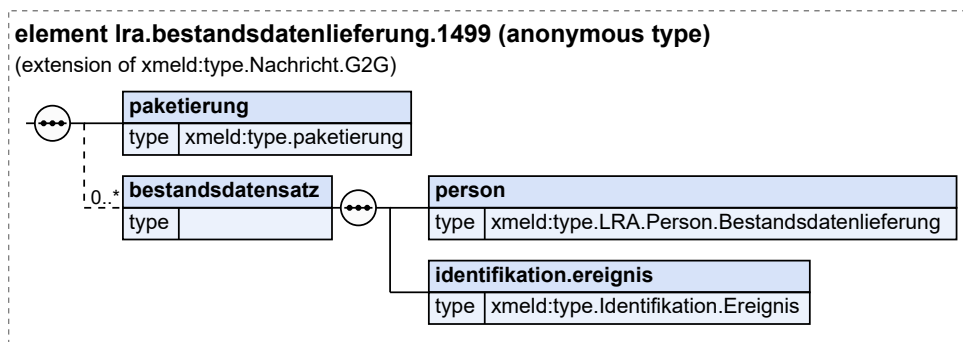 element lra.bestandsdatenlieferung.1499 (anonymous type)
(extension of xmeld:type.Nachricht.G2G)
paketierung
type xmeld:type.paketierung
0..*
bestandsdatensatz
type
person
type xmeld:type.LRA.Person.Bestandsdatenlieferung
identifikation.ereignis
type xmeld:type.Identifikation.Ereignis